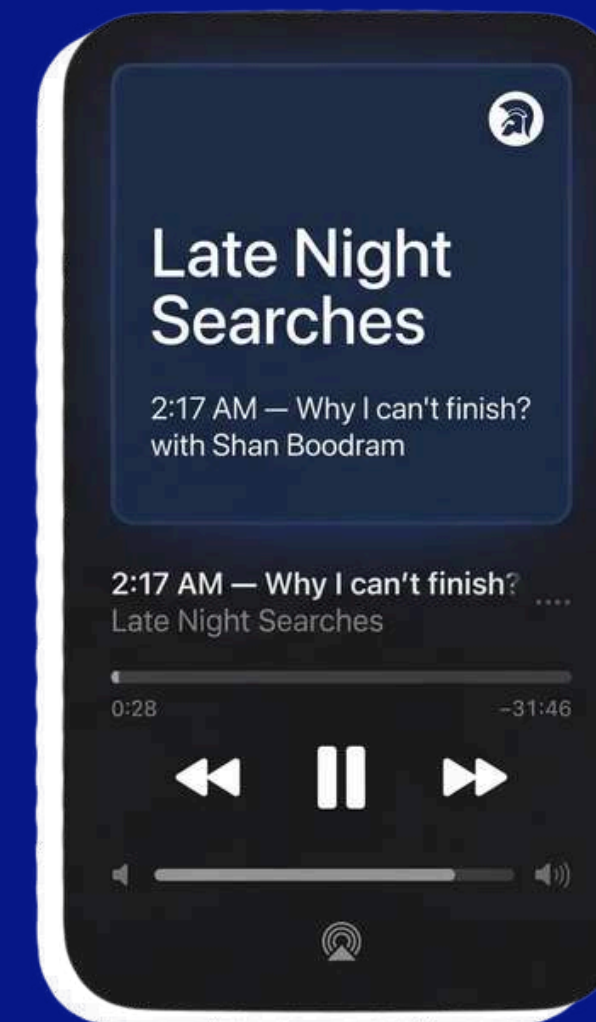 Late Night
Searches
2:17 AM — Why I can't finish?
with Shan Boodram
2:17 AM — Why I can't finish?
Late Night Searches
0:28
–31:46